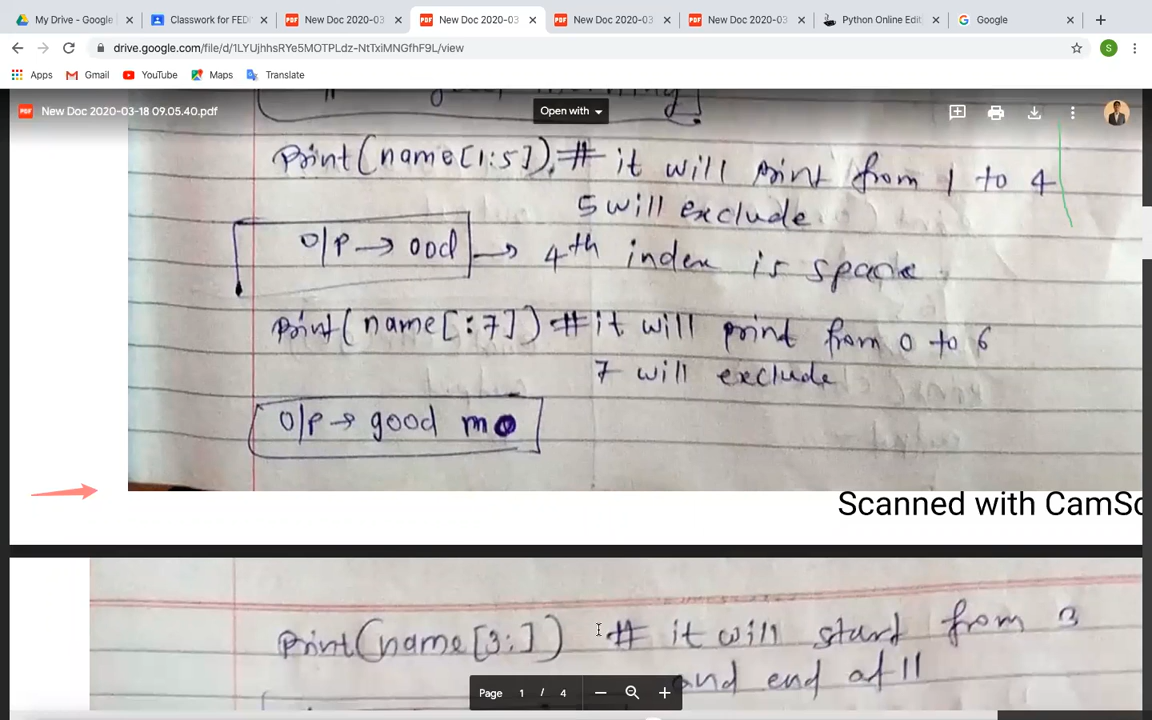 My Drive - Google
Classwork for FED
New Doc 2020-03
New Doc 2020-03
New Doc 2020-03
New Doc 2020-03
Python Online Edit
Google
drive.google.com/file/d/1LYUjhhsRYe5MOTPLdz-NtTxiMNGfhF9L/view
S
Apps
Gmail
YouTube
Maps
Translate
PDF New Doc 2020-03-18 09.05.40.pdf
Open with
Print(name[1:5]) # it will print from 1 to 4
5 will exclude
O/P → ood → 4th index is space
Print(name[:7]) # it will print from 0 to 6
7 will exclude
O/P → good mo
Scanned with CamSc
Print(name[3:]) # it will start from 3
and end at 11
Page 1 / 4